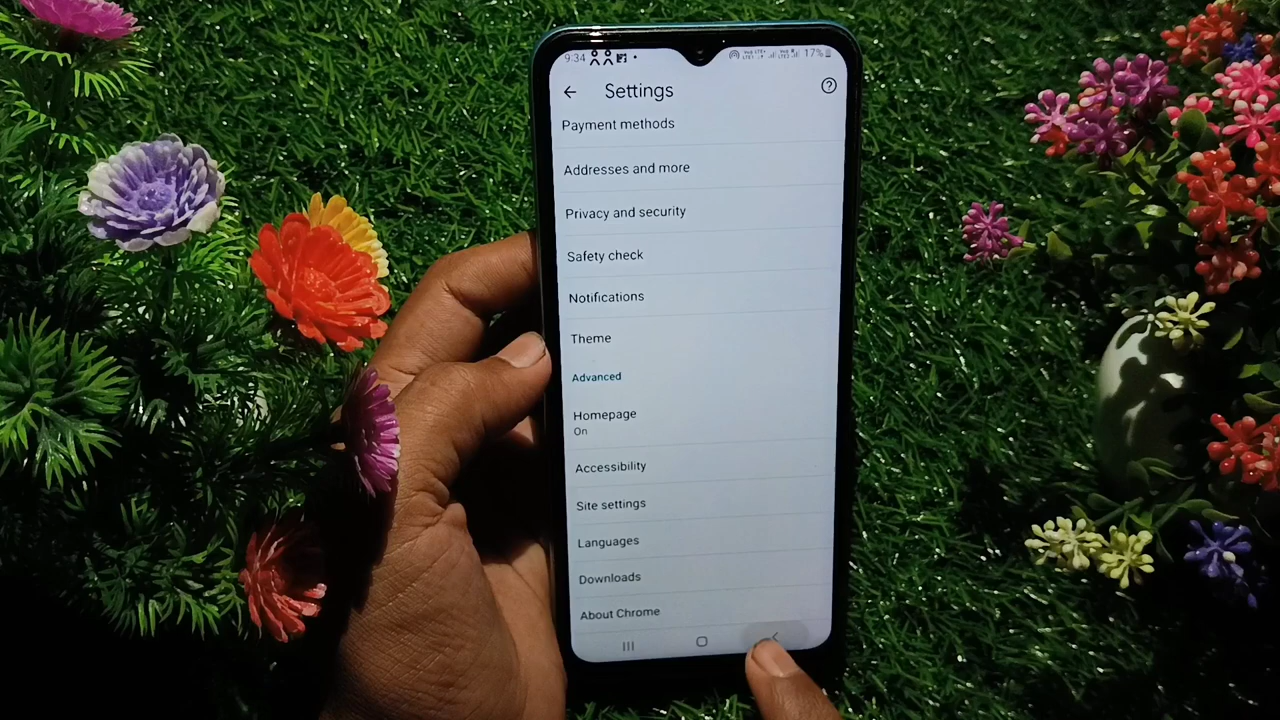 9.34
17%
Settings
Payment methods
Addresses and more
Privacy and security
Safety check
Notifications
Theme
Advanced
Homepage
On
Accessibility
Site settings
Languages
Downloads
About Chrome